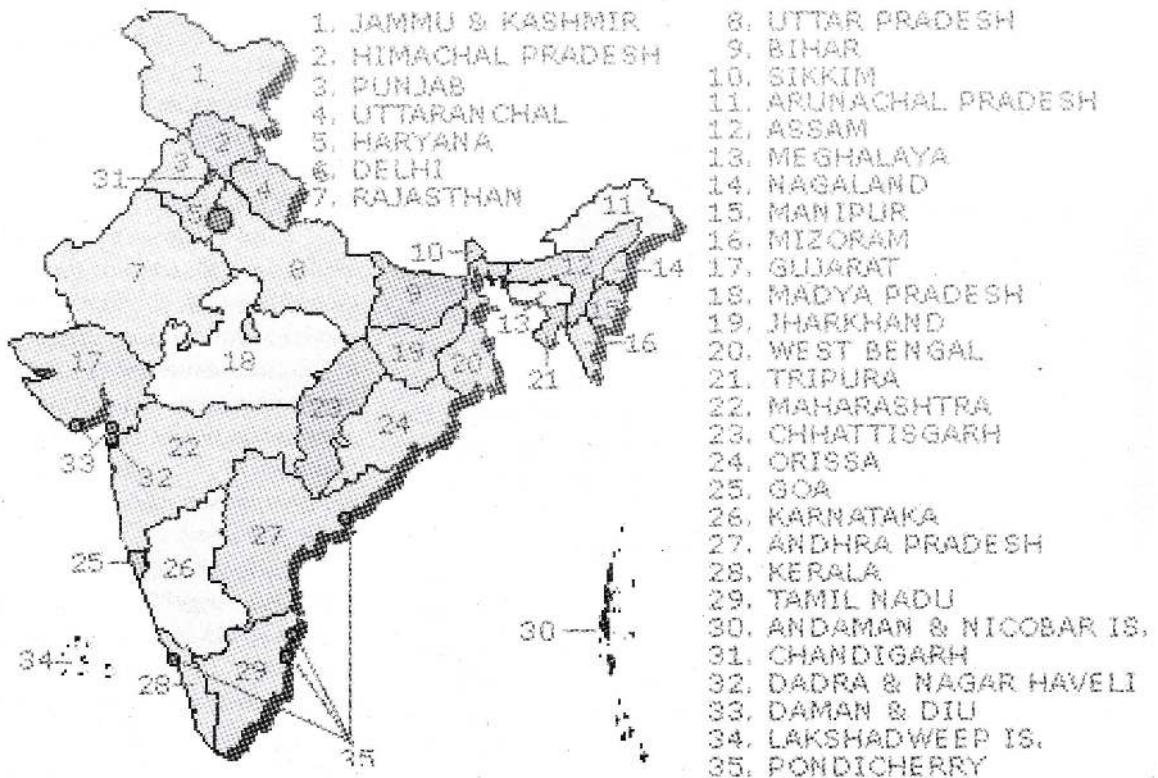 1. JAMMU & KASHMIR
2. HIMACHAL PRADESH
3. PUNJAB
4. UTTARANCHAL
5. HARYANA
6. DELHI
7. RAJASTHAN
8. UTTAR PRADESH
9. BIHAR
10. SIKKIM
11. ARUNACHAL PRADESH
12. ASSAM
13. MEGHALAYA
14. NAGALAND
15. MANIPUR
16. MIZORAM
17. GUJARAT
18. MADYA PRADESH
19. JHARKHAND
20. WEST BENGAL
21. TRIPURA
22. MAHARASHTRA
23. CHHATTISGARH
24. ORISSA
25. GOA
26. KARNATAKA
27. ANDHRA PRADESH
28. KERALA
29. TAMIL NADU
30. ANDAMAN & NICOBAR IS.
31. CHANDIGARH
32. DADRA & NAGAR HAVELI
33. DAMAN & DIU
34. LAKSHADWEEP IS.
35. PONDICHERRY
1
2
3
31
4
5
11
10
7
8
12
14
9
15
13
17
18
19
20
21
16
23
24
22
33
32
27
25
26
30
34
28
29
35